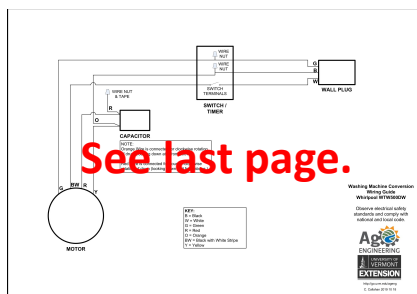 WIRE
NUT
WIRE
NUT
G
B
W
WALL PLUG
SWITCH
TERMINALS
SWITCH /
TIMER
WIRE NUT
& TAPE
R
O
CAPACITOR
NOTE:
See last page.
G
BW
R
Y
MOTOR
KEY:
B = Black
W = White
G = Green
R = Red
O = Orange
BW = Black with White Stripe
Y = Yellow
Washing Machine Conversion
Wiring Guide
Whirlpool WTW500DW
Observe electrical safety
standards and comply with
national and local code.
Ag
ENGINEERING
UNIVERSITY OF
VERMONT
EXTENSION